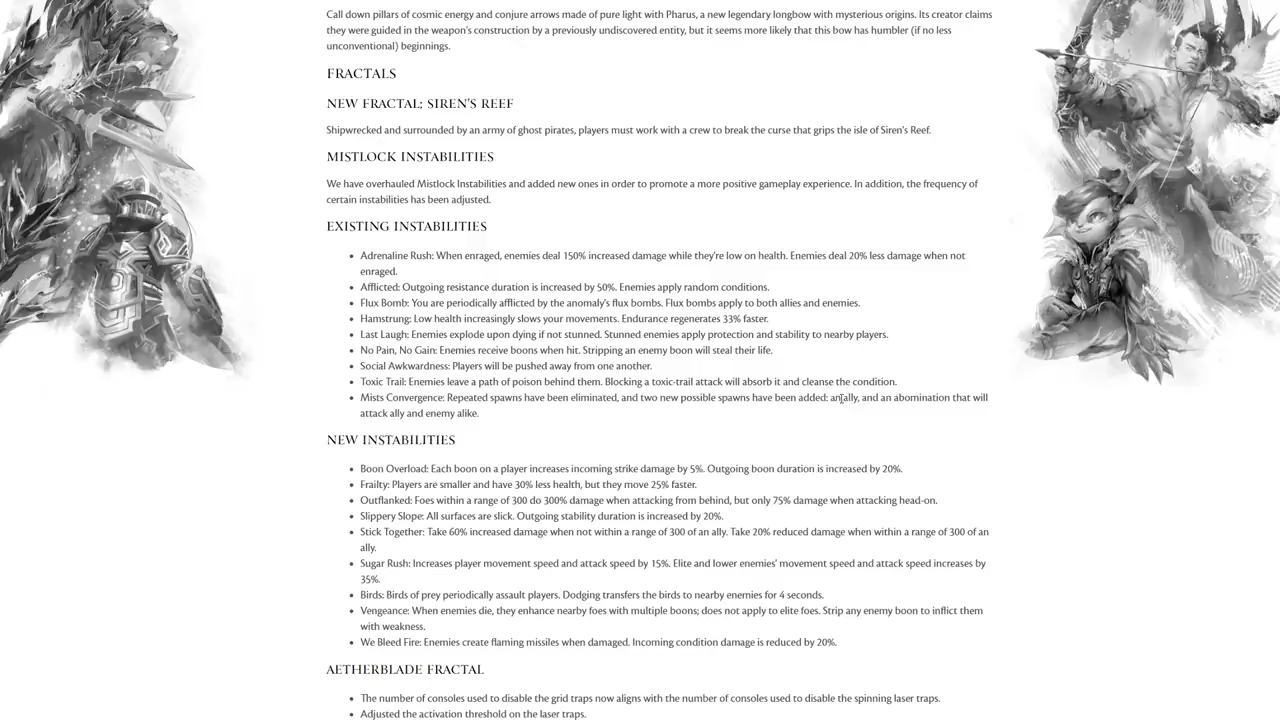 Call down pillars of cosmic energy and conjure arrows made of pure light with Pharus, a new legendary longbow with mysterious origins. Its creator claims
they were guided in the weapon's construction by a previously undiscovered entity, but it seems more likely that this bow has humbler (if no less
unconventional) beginnings.
FRACTALS
NEW FRACTAL: SIREN'S REEF
Shipwrecked and surrounded by an army of ghost pirates, players must work with a crew to break the curse that grips the isle of Siren's Reef.
MISTLOCK INSTABILITIES
We have overhauled Mistlock Instabilities and added new ones in order to promote a more positive gameplay experience. In addition, the frequency of
certain instabilities has been adjusted.
EXISTING INSTABILITIES
• Adrenaline Rush: When enraged, enemies deal 150% increased damage while they're low on health. Enemies deal 20% less damage when not
enraged.
• Afflicted: Outgoing resistance duration is increased by 50%. Enemies apply random conditions.
• Flux Bomb: You are periodically afflicted by the anomaly's flux bombs. Flux bombs apply to both allies and enemies.
• Hamstrung: Low health increasingly slows your movements. Endurance regenerates 33% faster.
• Last Laugh: Enemies explode upon dying if not stunned. Stunned enemies apply protection and stability to nearby players.
• No Pain, No Gain: Enemies receive boons when hit. Stripping an enemy boon will steal their life.
• Social Awkwardness: Players will be pushed away from one another.
• Toxic Trail: Enemies leave a path of poison behind them. Blocking a toxic-trail attack will absorb it and cleanse the condition.
• Mists Convergence: Repeated spawns have been eliminated, and two new possible spawns have been added: an ally, and an abomination that will
attack ally and enemy alike.
NEW INSTABILITIES
• Boon Overload: Each boon on a player increases incoming strike damage by 5%. Outgoing boon duration is increased by 20%.
• Frailty: Players are smaller and have 30% less health, but they move 25% faster.
• Outflanked: Foes within a range of 300 do 300% damage when attacking from behind, but only 75% damage when attacking head-on.
• Slippery Slope: All surfaces are slick. Outgoing stability duration is increased by 20%.
• Stick Together: Take 60% increased damage when not within a range of 300 of an ally. Take 20% reduced damage when within a range of 300 of an
ally.
• Sugar Rush: Increases player movement speed and attack speed by 15%. Elite and lower enemies' movement speed and attack speed increases by
35%.
• Birds: Birds of prey periodically assault players. Dodging transfers the birds to nearby enemies for 4 seconds.
• Vengeance: When enemies die, they enhance nearby foes with multiple boons; does not apply to elite foes. Strip any enemy boon to inflict them
with weakness.
• We Bleed Fire: Enemies create flaming missiles when damaged. Incoming condition damage is reduced by 20%.
AETHERBLADE FRACTAL
• The number of consoles used to disable the grid traps now aligns with the number of consoles used to disable the spinning laser traps.
• Adjusted the activation threshold on the laser traps.